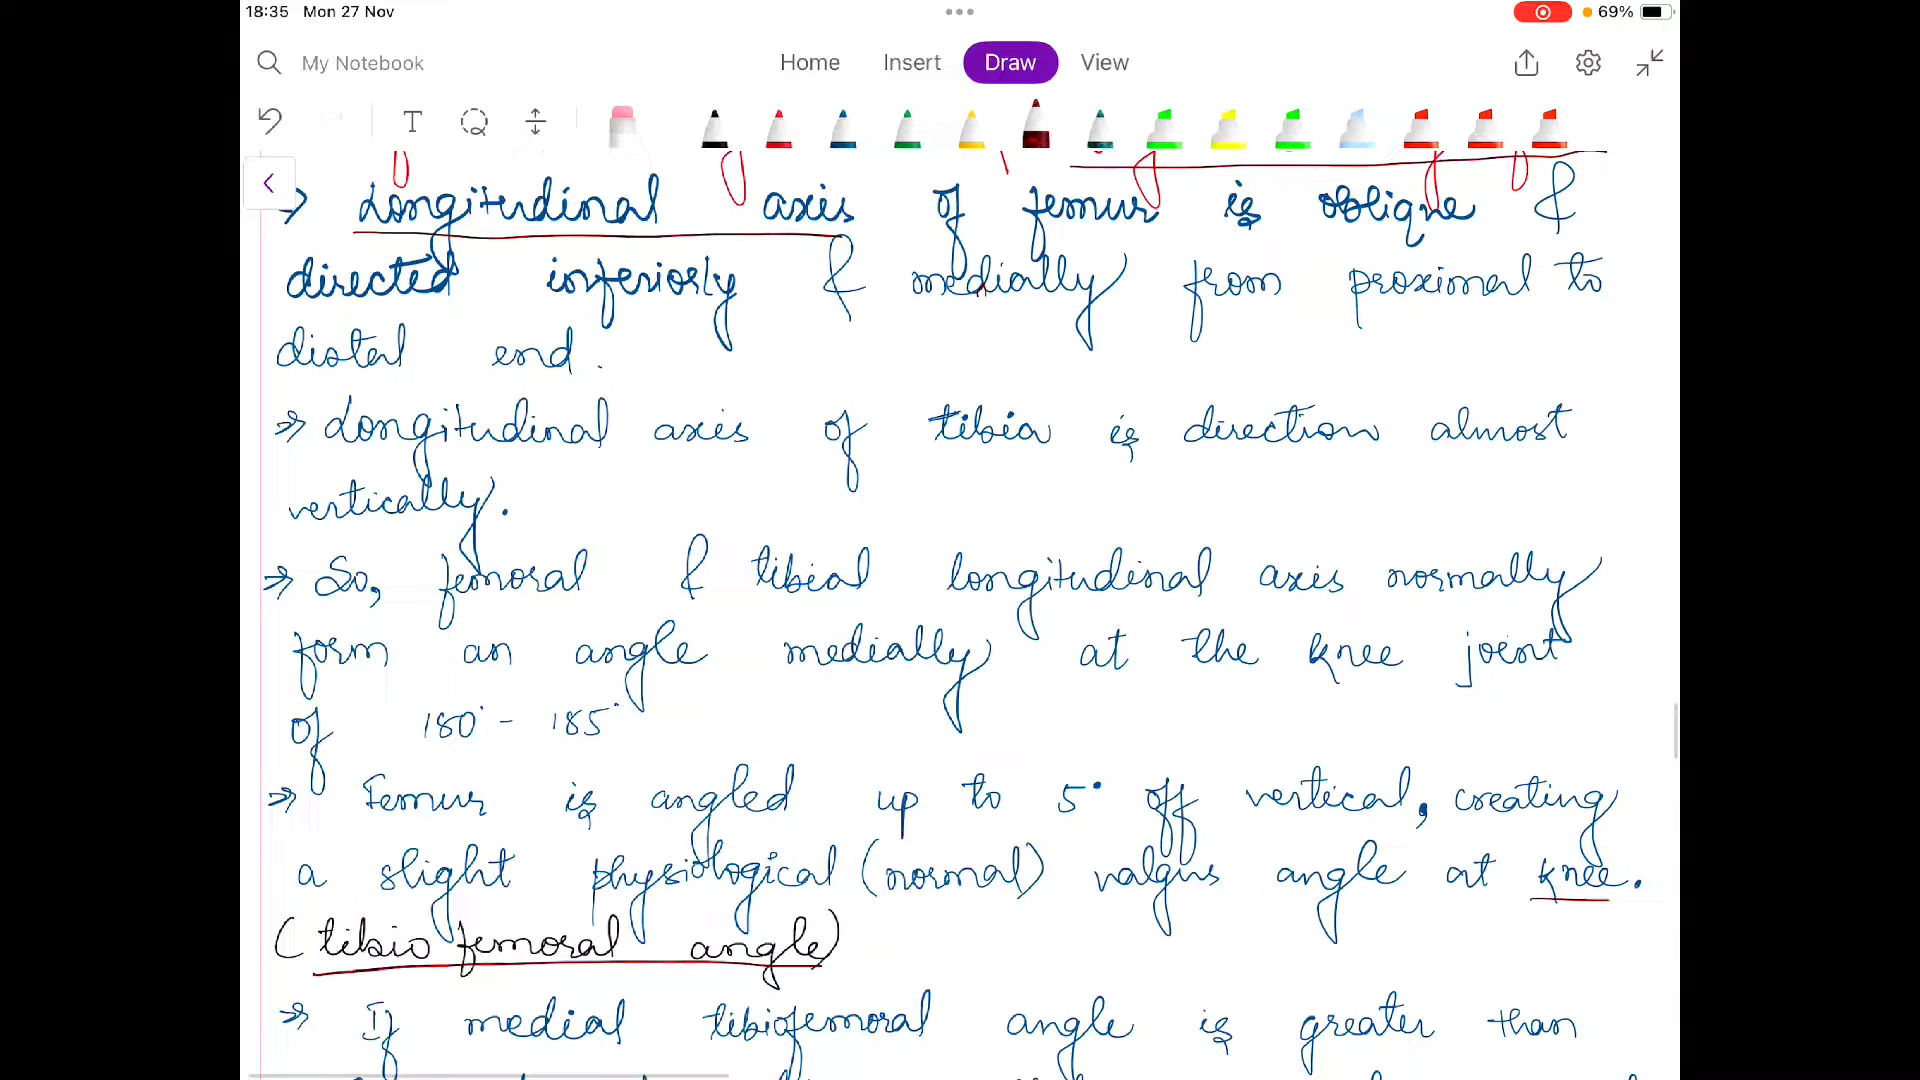 18:35 Mon 27 Nov
69%
My Notebook
Home Insert Draw View
T
⇒ Longitudinal axis of femur is oblique &
directed inferiorly & medially from proximal to
distal end.
⇒ Longitudinal axis of tibia is direction almost
vertically.
⇒ So, femoral & tibial longitudinal axis normally
form an angle medially at the knee joint
of 180° - 185°
⇒ Femur is angled up to 5° off vertical, creating
a slight physiological (normal) valgus angle at knee.
(tibio femoral angle)
⇒ If medial tibiofemoral angle is greater than